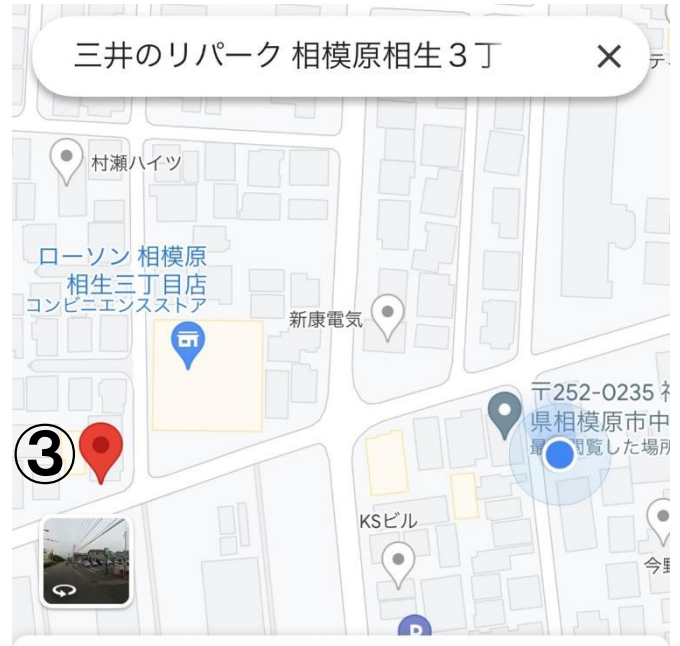 三井のリパーク 相模原相生３丁
村瀬ハイツ
ローソン 相模原
相生三丁目店
コンビニエンスストア
新康電気
〒252-0235
県相模原市中
最
閲覧した場所
③
KSビル
P